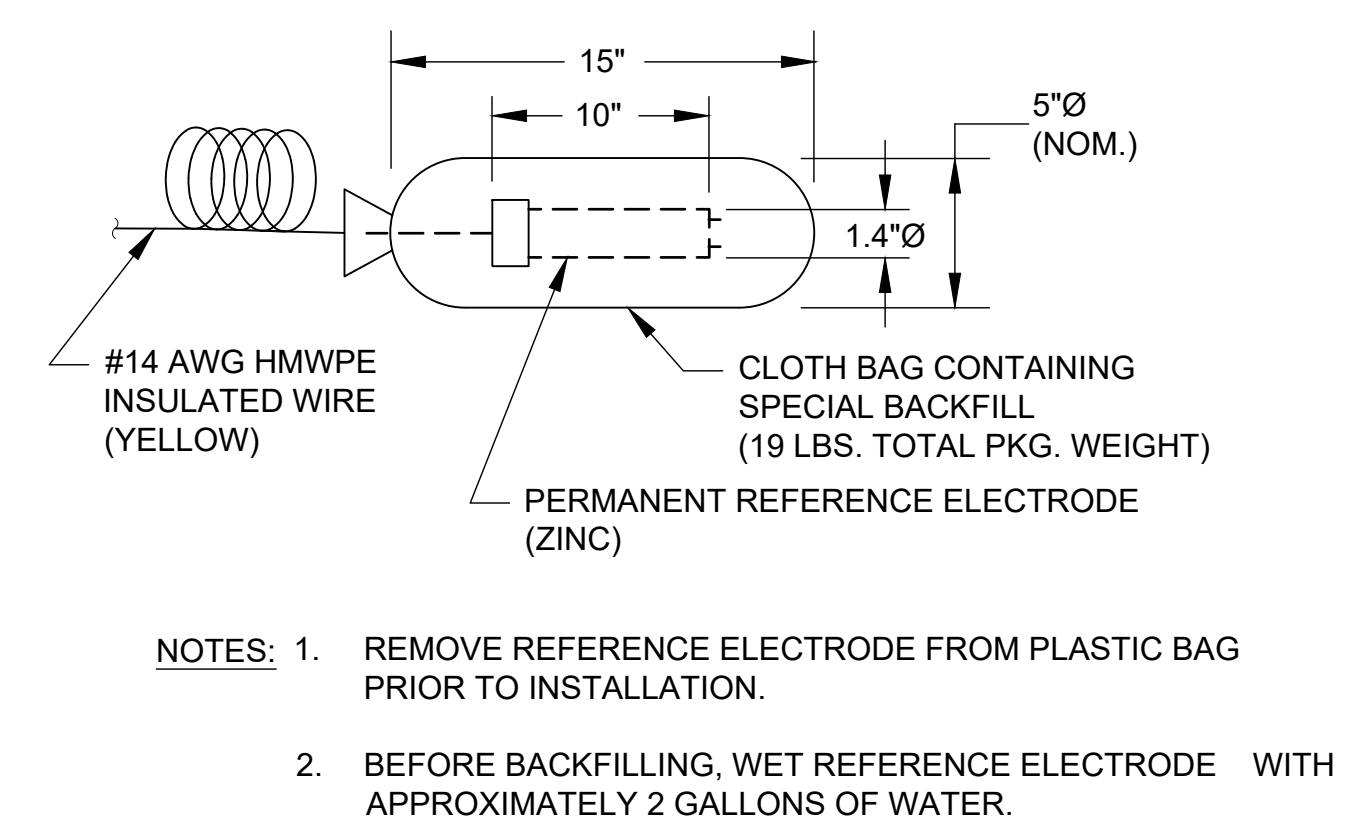 15"
10"
5"Ø
(NOM.)
1.4"Ø
#14 AWG HMWPE
INSULATED WIRE
(YELLOW)
CLOTH BAG CONTAINING
SPECIAL BACKFILL
(19 LBS. TOTAL PKG. WEIGHT)
PERMANENT REFERENCE ELECTRODE
(ZINC)
NOTES: 1. REMOVE REFERENCE ELECTRODE FROM PLASTIC BAG
PRIOR TO INSTALLATION.
2. BEFORE BACKFILLING, WET REFERENCE ELECTRODE WITH
APPROXIMATELY 2 GALLONS OF WATER.